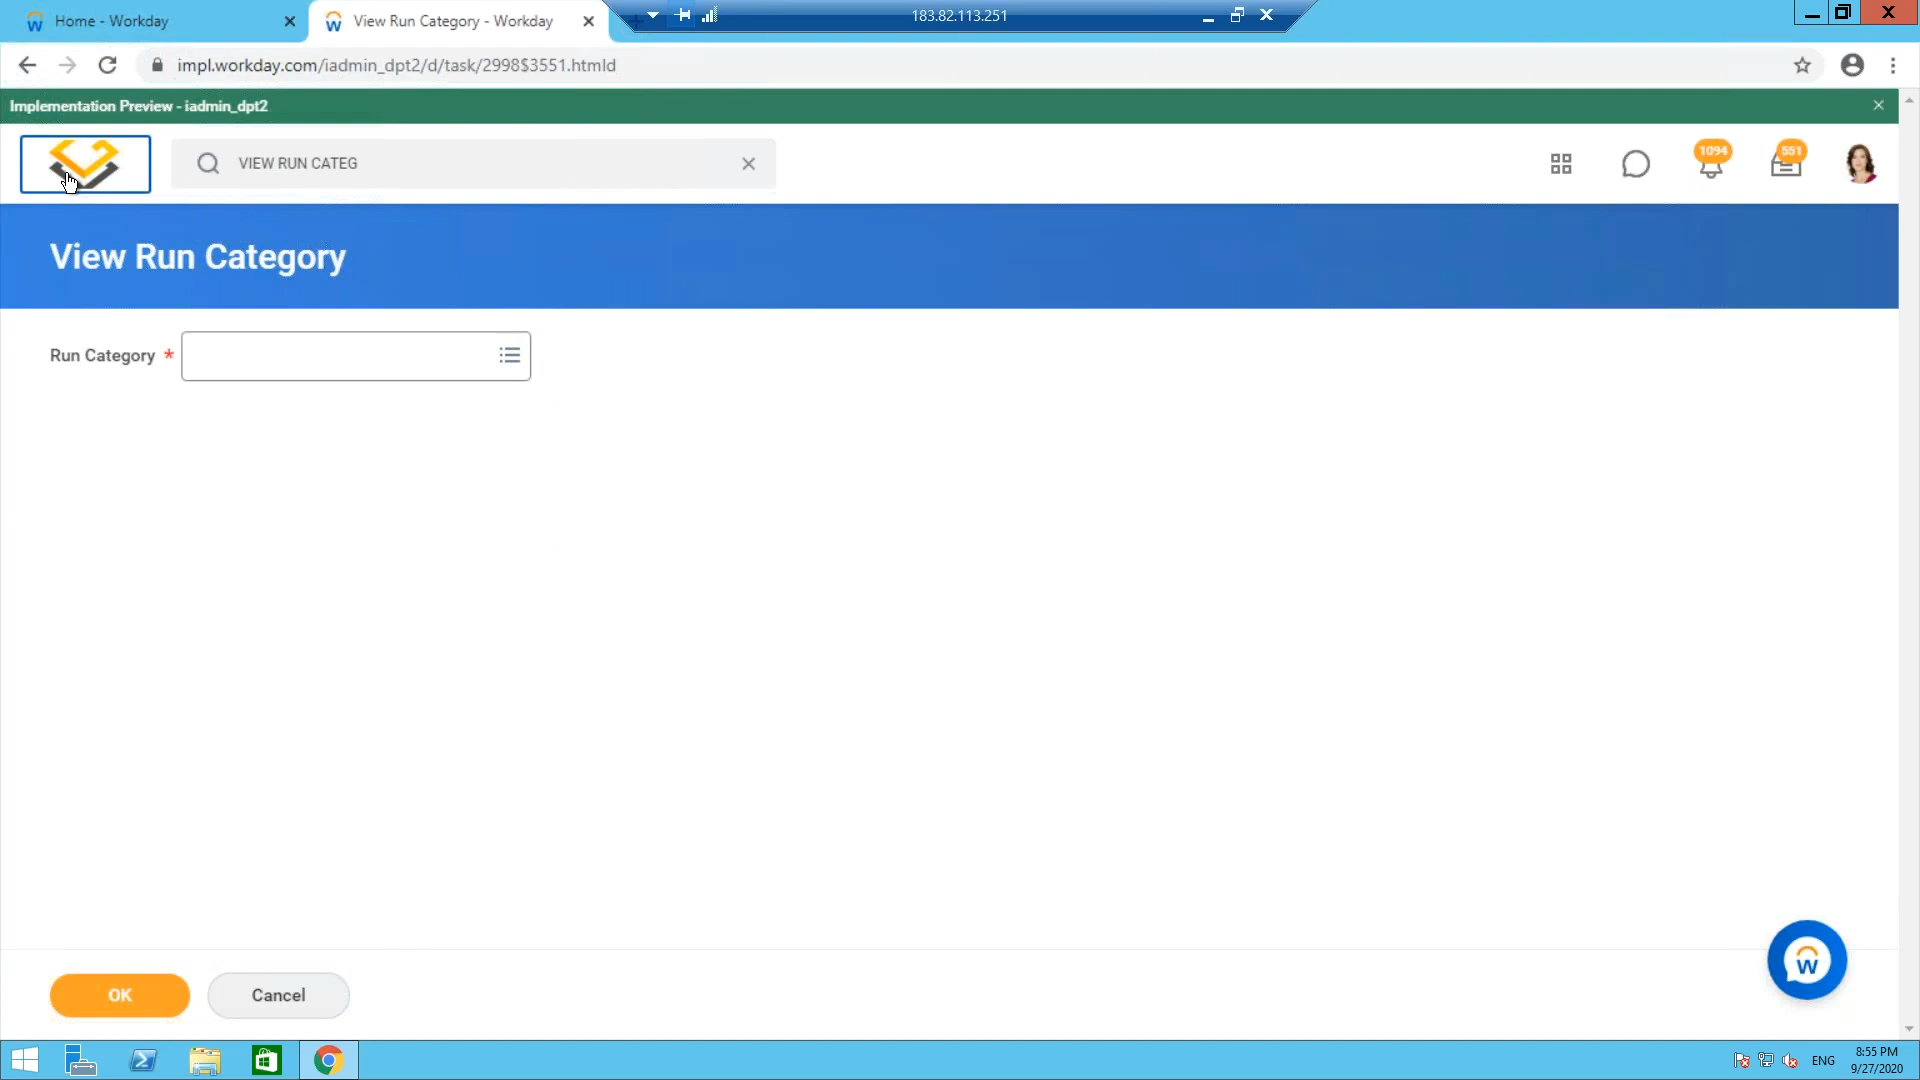 Home - Workday
View Run Category - Workday
183.82.113.251
impl.workday.com/iadmin_dpt2/d/task/2998$3551.htmld
Implementation Preview - iadmin_dpt2
VIEW RUN CATEG
1094
551
View Run Category
Run Category *
OK
Cancel
ENG
8:55 PM
9/27/2020